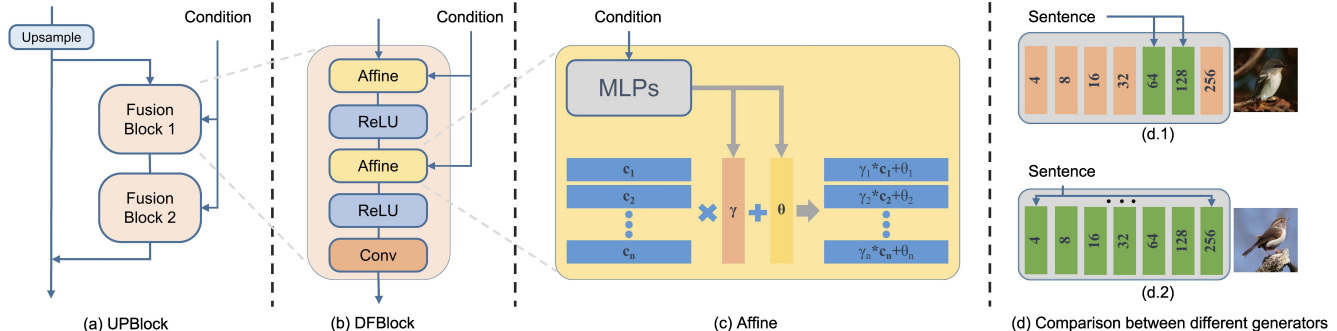 Upsample
Condition
Fusion
Block 1
Fusion
Block 2
(a) UPBlock
Condition
Affine
ReLU
Affine
ReLU
Conv
(b) DFBlock
Condition
MLPs
c₁
c₂
cₙ
γ
θ
γ₁*c₁+θ₁
γ₂*c₂+θ₂
γₙ*cₙ+θₙ
(c) Affine
Sentence
4 8 16 32 64 128 256
(d.1)
Sentence
• • •
4 8 16 32 64 128 256
(d.2)
(d) Comparison between different generators